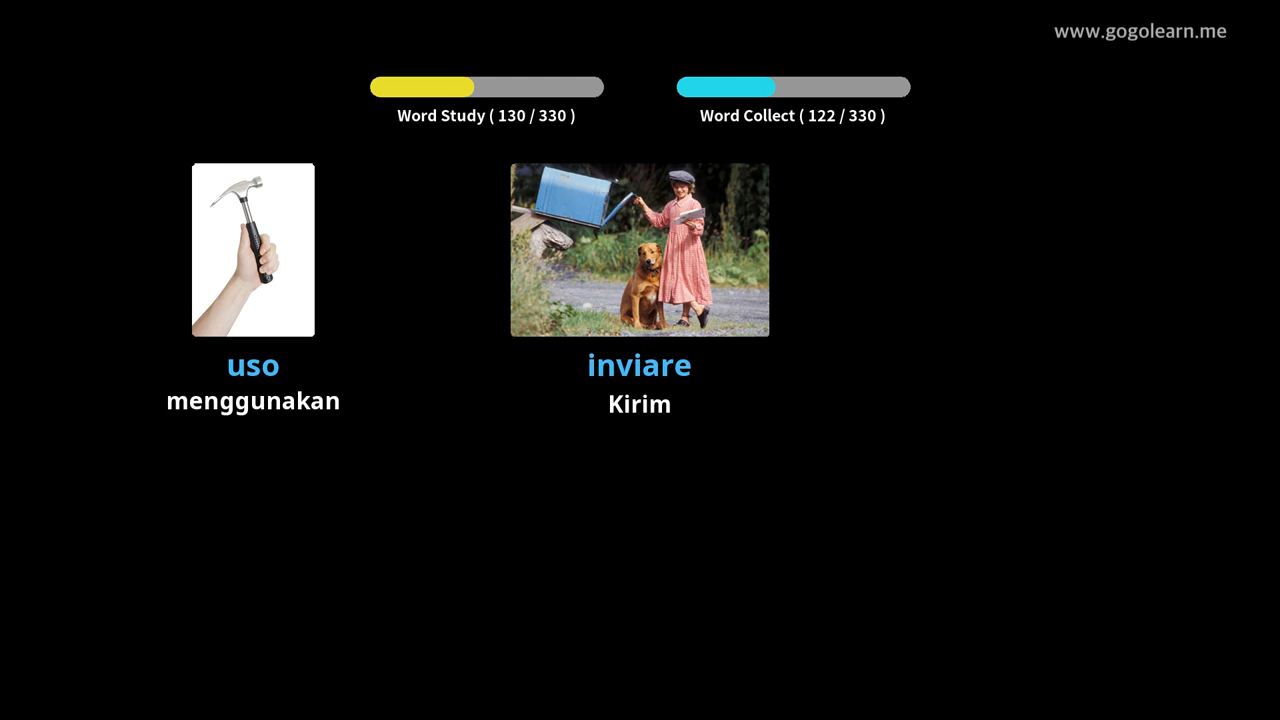 www.gogolearn.me
Word Study ( 130 / 330 )
Word Collect ( 122 / 330 )
uso
menggunakan
inviare
Kirim